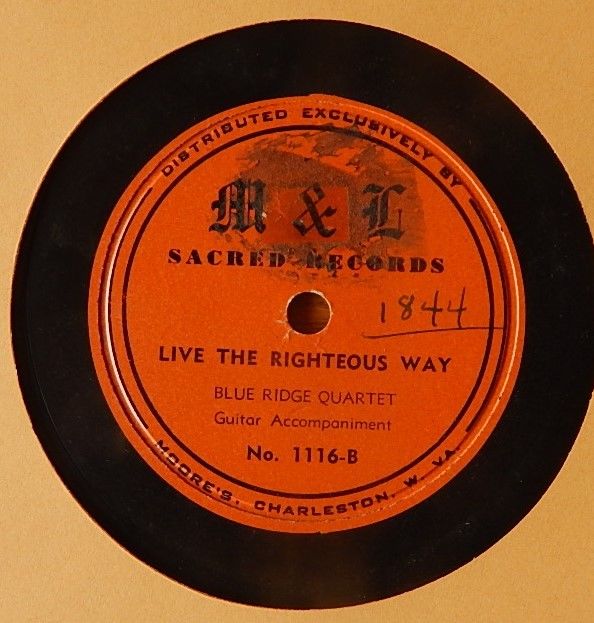 DISTRIBUTED EXCLUSIVELY BY
M & L
SACRED RECORDS
1844
LIVE THE RIGHTEOUS WAY
BLUE RIDGE QUARTET
Guitar Accompaniment
No. 1116-B
MOORE'S, CHARLESTON, W. VA.